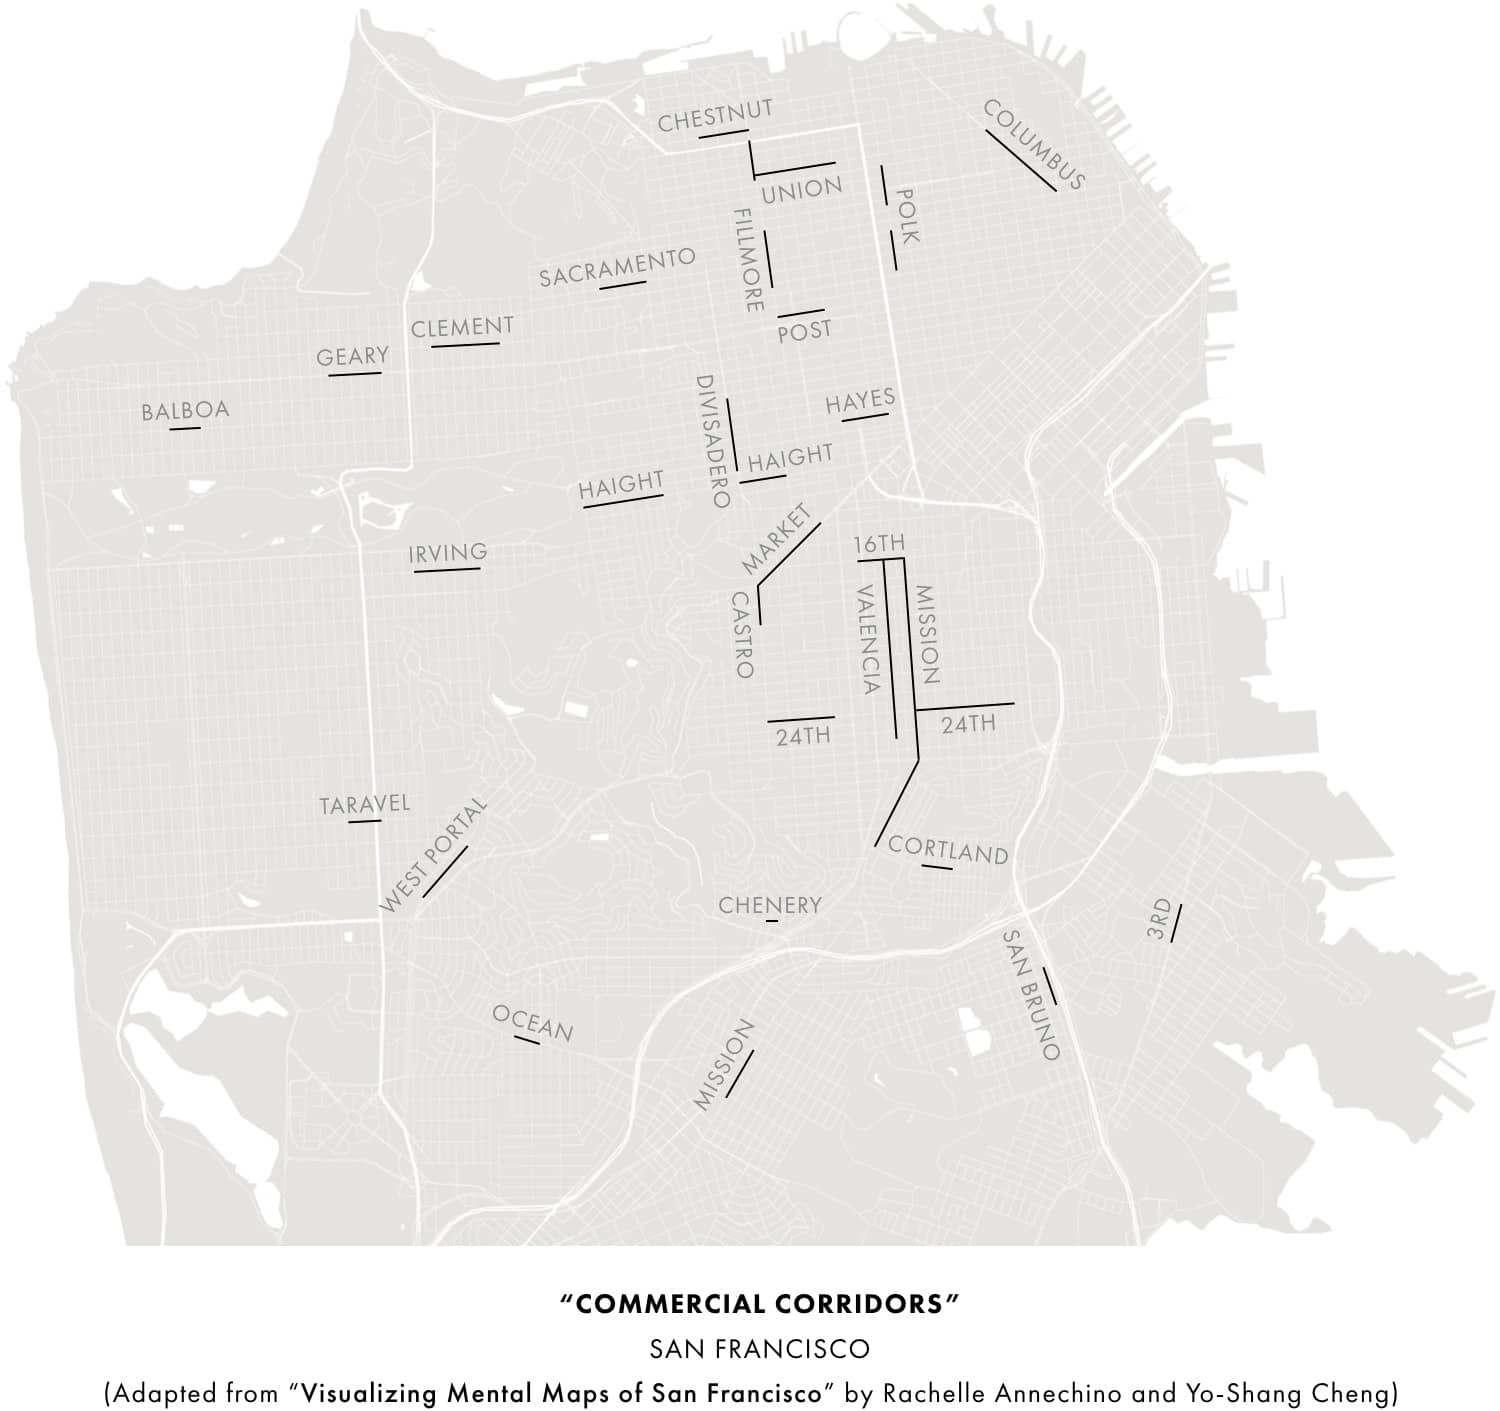 CHESTNUT
COLUMBUS
UNION
POLK
FILLMORE
SACRAMENTO
POST
CLEMENT
GEARY
BALBOA
DIVISADERO
HAYES
HAIGHT
HAIGHT
MARKET
16TH
IRVING
CASTRO
VALENCIA
MISSION
24TH
24TH
TARAVEL
WEST PORTAL
CORTLAND
CHENERY
3RD
SAN BRUNO
OCEAN
MISSION
“COMMERCIAL CORRIDORS”
SAN FRANCISCO
(Adapted from “Visualizing Mental Maps of San Francisco” by Rachelle Annechino and Yo-Shang Cheng)